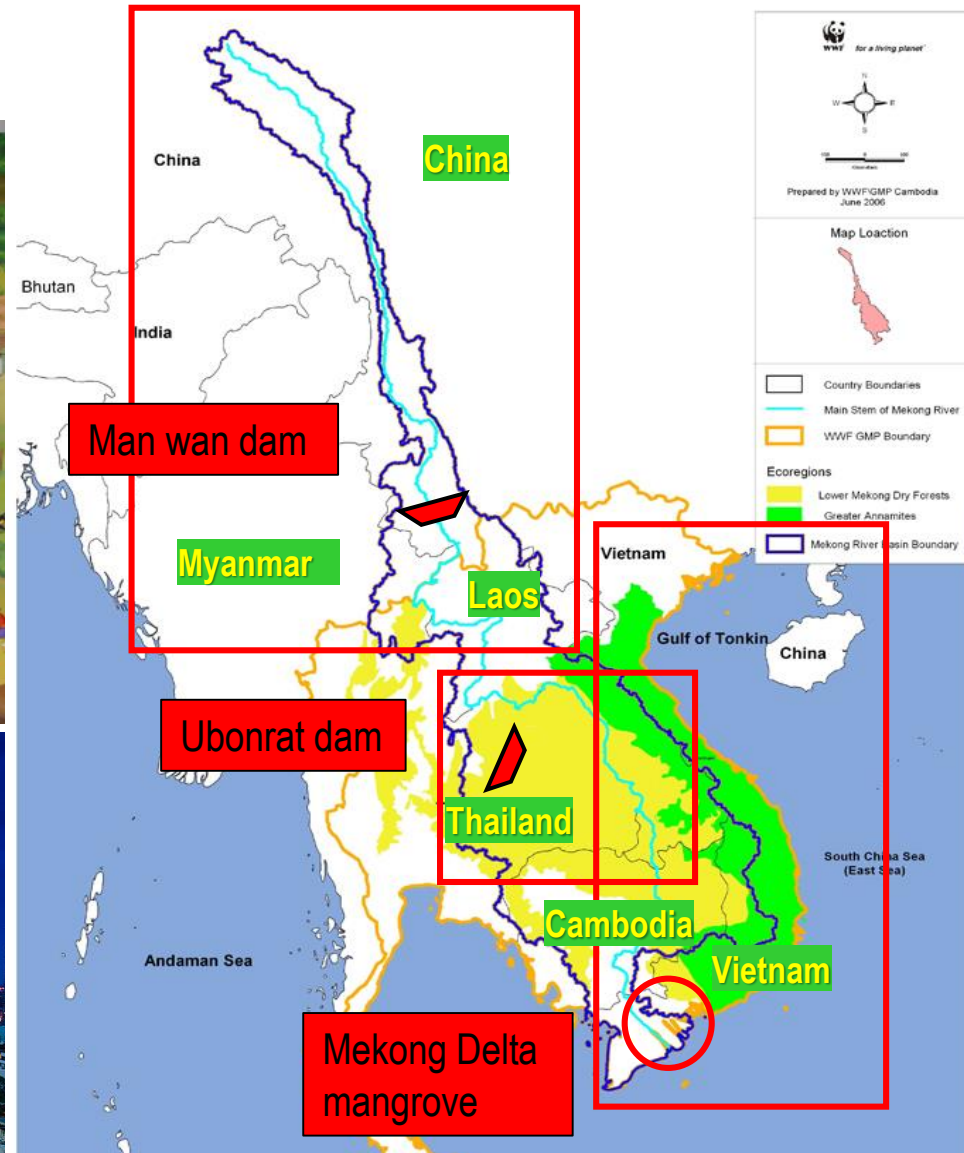 WWF
for a living planet®
N
W
E
S
Prepared by WWF\GMP Cambodia
June 2006
Map Loaction
Country Boundaries
Main Stem of Mekong River
WWF GMP Boundary
Ecoregions
Lower Mekong Dry Forests
Greater Annamites
Mekong River Basin Boundary
China
China
Bhutan
India
Man wan dam
Myanmar
Laos
Vietnam
Gulf of Tonkin
China
Ubonrat dam
Thailand
South China Sea
(East Sea)
Cambodia
Vietnam
Andaman Sea
Mekong Delta
mangrove